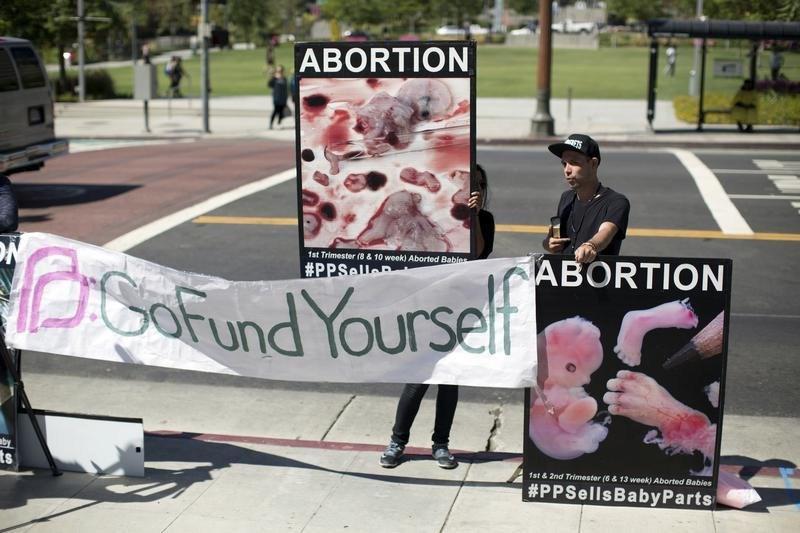 ABORTION
1st Trimester (8 & 10 week) Aborted Babies
GoFundYourself
ABORTION
1st & 2nd Trimester (6 & 13 week) Aborted Babies
#PPSellsBabyParts